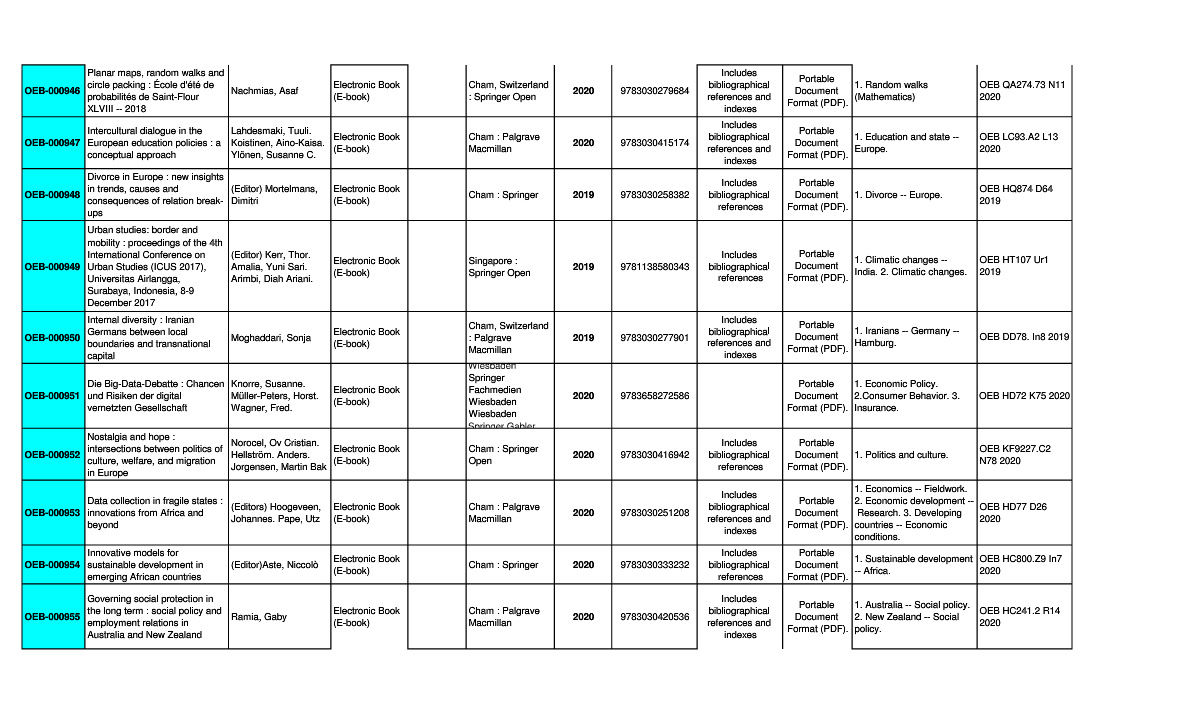 OEB-000946
Planar maps, random walks and
circle packing : École d'été de
probabilités de Saint-Flour
XLVIII -- 2018
Nachmias, Asaf
Electronic Book
(E-book)
Cham, Switzerland
: Springer Open
2020
9783030279684
Includes
bibliographical
references and
indexes
Portable
Document
Format (PDF).
1. Random walks
(Mathematics)
OEB QA274.73 N11
2020
OEB-000947
Intercultural dialogue in the
European education policies : a
conceptual approach
Lahdesmaki, Tuuli.
Koistinen, Aino-Kaisa.
Ylönen, Susanne C.
Electronic Book
(E-book)
Cham : Palgrave
Macmillan
2020
9783030415174
Includes
bibliographical
references and
indexes
Portable
Document
Format (PDF).
1. Education and state --
Europe.
OEB LC93.A2 L13
2020
OEB-000948
Divorce in Europe : new insights
in trends, causes and
consequences of relation break-
ups
(Editor) Mortelmans,
Dimitri
Electronic Book
(E-book)
Cham : Springer
2019
9783030258382
Includes
bibliographical
references
Portable
Document
Format (PDF).
1. Divorce -- Europe.
OEB HQ874 D64
2019
OEB-000949
Urban studies: border and
mobility : proceedings of the 4th
International Conference on
Urban Studies (ICUS 2017),
Universitas Airlangga,
Surabaya, Indonesia, 8-9
December 2017
(Editor) Kerr, Thor.
Amalia, Yuni Sari.
Arimbi, Diah Ariani.
Electronic Book
(E-book)
Singapore :
Springer Open
2019
9781138580343
Includes
bibliographical
references
Portable
Document
Format (PDF).
1. Climatic changes --
India. 2. Climatic changes.
OEB HT107 Ur1
2019
OEB-000950
Internal diversity : Iranian
Germans between local
boundaries and transnational
capital
Moghaddari, Sonja
Electronic Book
(E-book)
Cham, Switzerland
: Palgrave
Macmillan
2019
9783030277901
Includes
bibliographical
references and
indexes
Portable
Document
Format (PDF).
1. Iranians -- Germany --
Hamburg.
OEB DD78. In8 2019
OEB-000951
Die Big-Data-Debatte : Chancen
und Risiken der digital
vernetzten Gesellschaft
Knorre, Susanne.
Müller-Peters, Horst.
Wagner, Fred.
Electronic Book
(E-book)
Wiesbaden
Springer
Fachmedien
Wiesbaden
Wiesbaden
Springer Gabler
2020
9783658272586
Portable
Document
Format (PDF).
1. Economic Policy.
2.Consumer Behavior. 3.
Insurance.
OEB HD72 K75 2020
OEB-000952
Nostalgia and hope :
intersections between politics of
culture, welfare, and migration
in Europe
Norocel, Ov Cristian.
Hellström. Anders.
Jorgensen, Martin Bak
Electronic Book
(E-book)
Cham : Springer
Open
2020
9783030416942
Includes
bibliographical
references
Portable
Document
Format (PDF).
1. Politics and culture.
OEB KF9227.C2
N78 2020
OEB-000953
Data collection in fragile states :
innovations from Africa and
beyond
(Editors) Hoogeveen,
Johannes. Pape, Utz
Electronic Book
(E-book)
Cham : Palgrave
Macmillan
2020
9783030251208
Includes
bibliographical
references and
indexes
Portable
Document
Format (PDF).
1. Economics -- Fieldwork.
2. Economic development --
Research. 3. Developing
countries -- Economic
conditions.
OEB HD77 D26
2020
OEB-000954
Innovative models for
sustainable development in
emerging African countries
(Editor)Aste, Niccolò
Electronic Book
(E-book)
Cham : Springer
2020
9783030333232
Includes
bibliographical
references
Portable
Document
Format (PDF).
1. Sustainable development
-- Africa.
OEB HC800.Z9 In7
2020
OEB-000955
Governing social protection in
the long term : social policy and
employment relations in
Australia and New Zealand
Ramia, Gaby
Electronic Book
(E-book)
Cham : Palgrave
Macmillan
2020
9783030420536
Includes
bibliographical
references and
indexes
Portable
Document
Format (PDF).
1. Australia -- Social policy.
2. New Zealand -- Social
policy.
OEB HC241.2 R14
2020